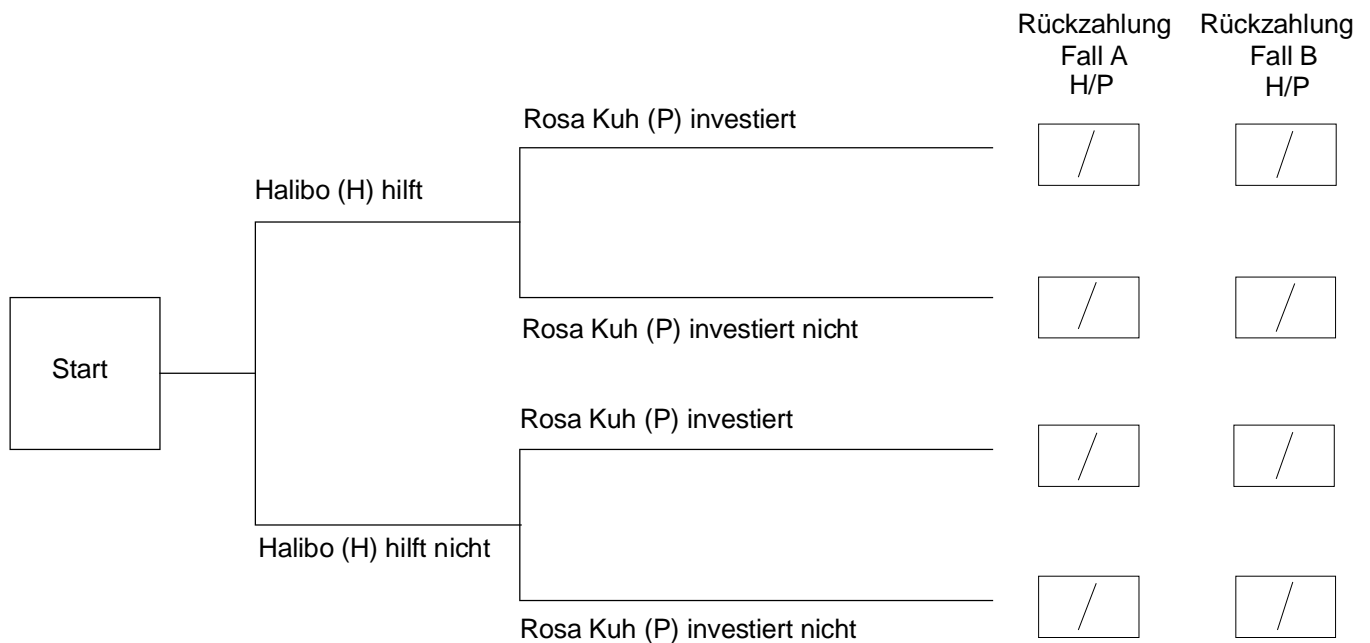 Rückzahlung
Fall A
H/P
Rückzahlung
Fall B
H/P
Rosa Kuh (P) investiert
/
/
Halibo (H) hilft
/
/
Rosa Kuh (P) investiert nicht
Start
Rosa Kuh (P) investiert
/
/
Halibo (H) hilft nicht
/
/
Rosa Kuh (P) investiert nicht